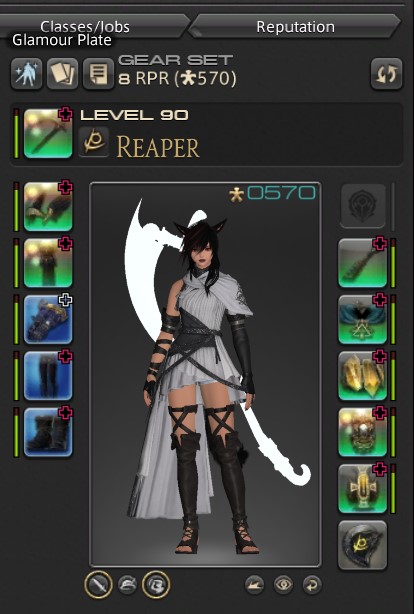 Classes/Jobs
Reputation
Glamour Plate
GEAR SET
8 RPR (570)
LEVEL 90
REAPER
0570